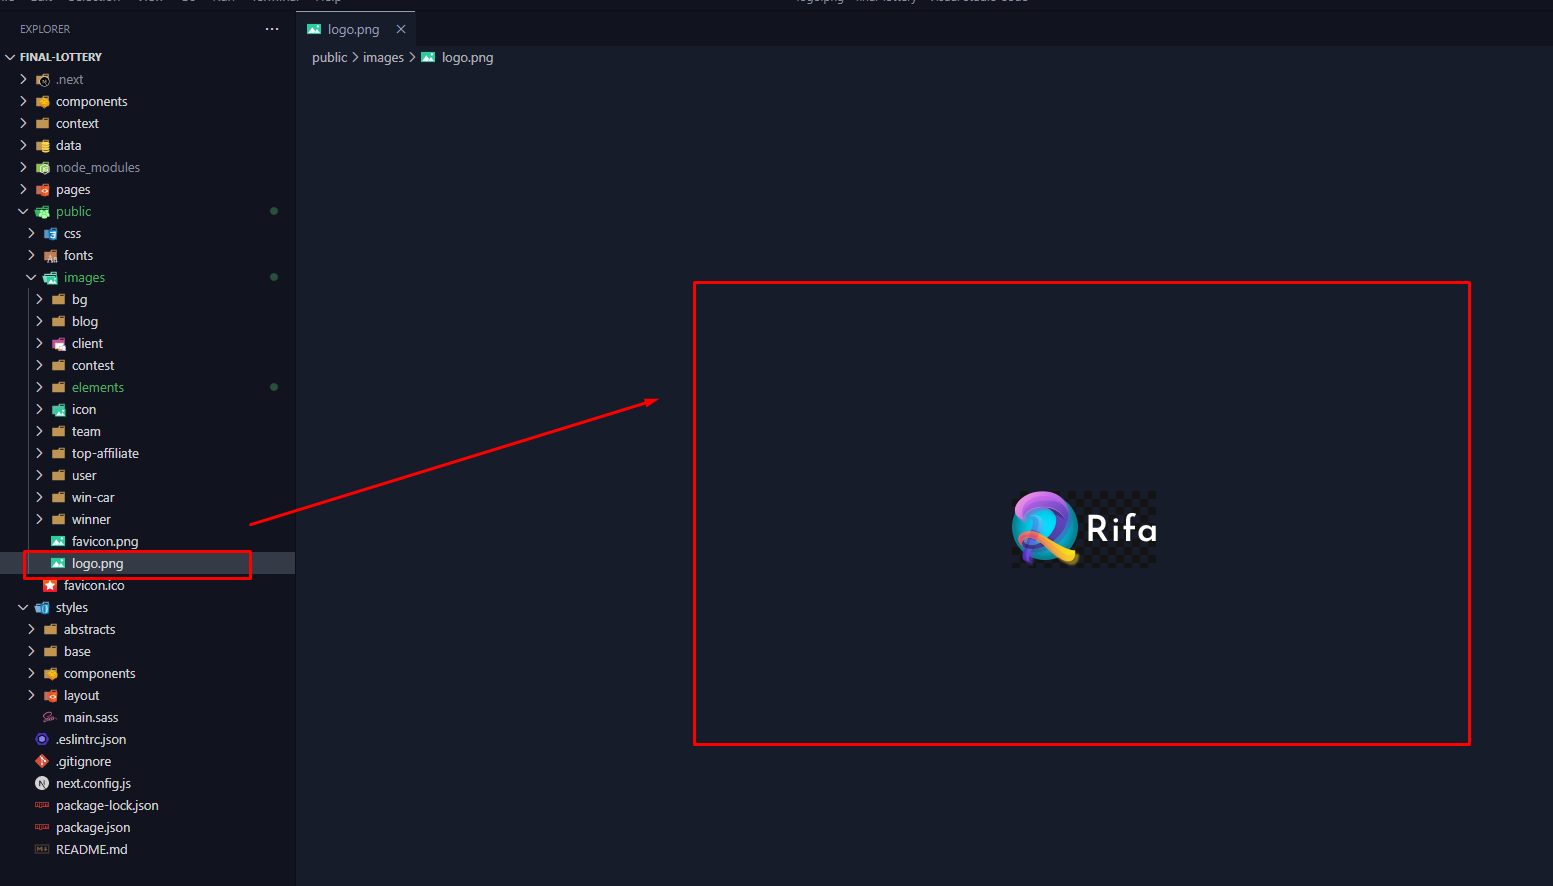 EXPLORER
FINAL-LOTTERY
.next
components
context
data
node_modules
pages
public
css
fonts
images
bg
blog
client
contest
elements
icon
team
top-affiliate
user
win-car
winner
favicon.png
logo.png
favicon.ico
styles
abstracts
base
components
layout
main.sass
.eslintrc.json
.gitignore
next.config.js
package-lock.json
package.json
README.md
logo.png
public > images > logo.png
Rifa